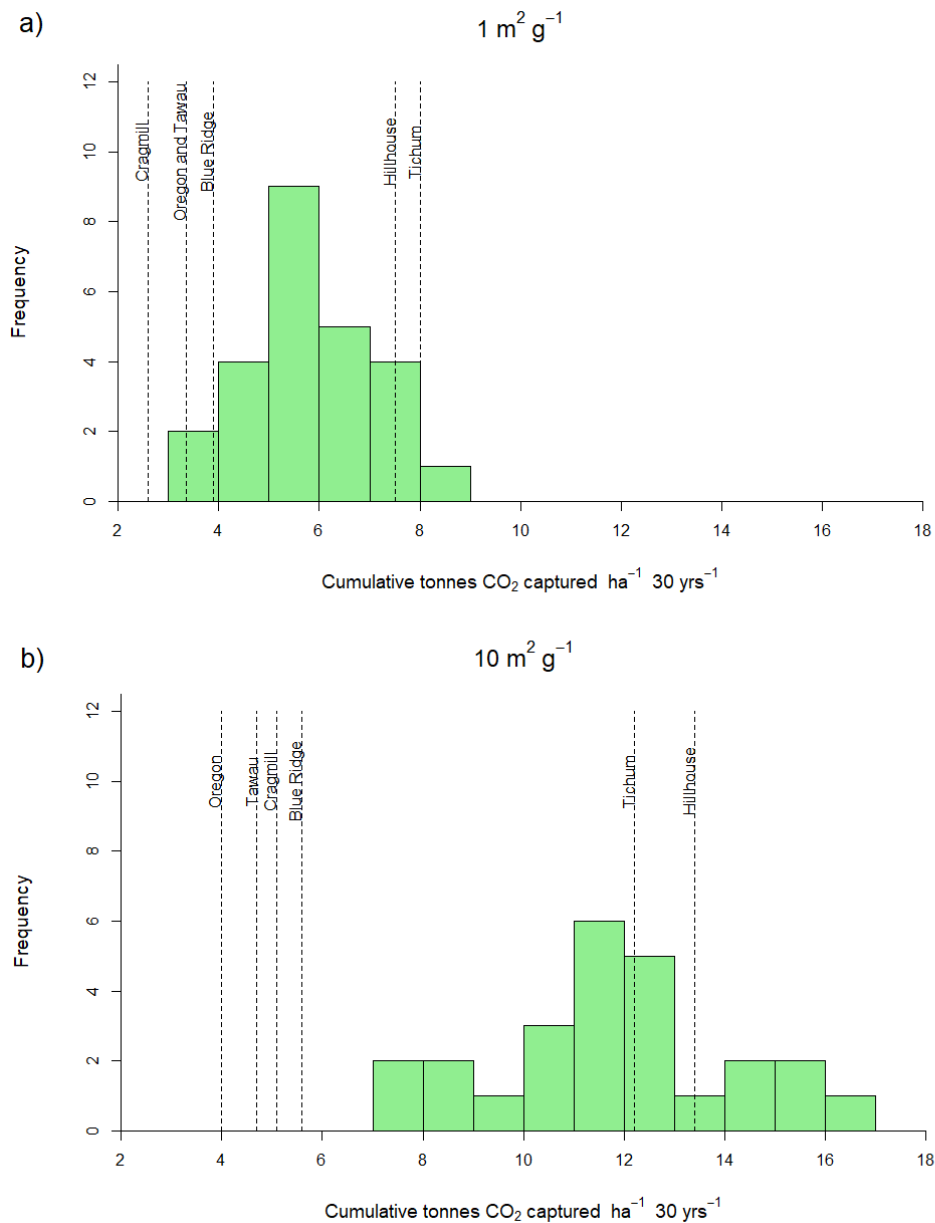 a)
1 m² g⁻¹
12
10
8
6
4
2
0
Frequency
Cragmill
Oregon and Tawau
Blue Ridge
Hillhouse
Tichum
2 4 6 8 10 12 14 16 18
Cumulative tonnes CO₂ captured ha⁻¹ 30 yrs⁻¹
b)
10 m² g⁻¹
12
10
8
6
4
2
0
Frequency
Oregon
Tawau
Cragmill
Blue Ridge
Tichum
Hillhouse
2 4 6 8 10 12 14 16 18
Cumulative tonnes CO₂ captured ha⁻¹ 30 yrs⁻¹